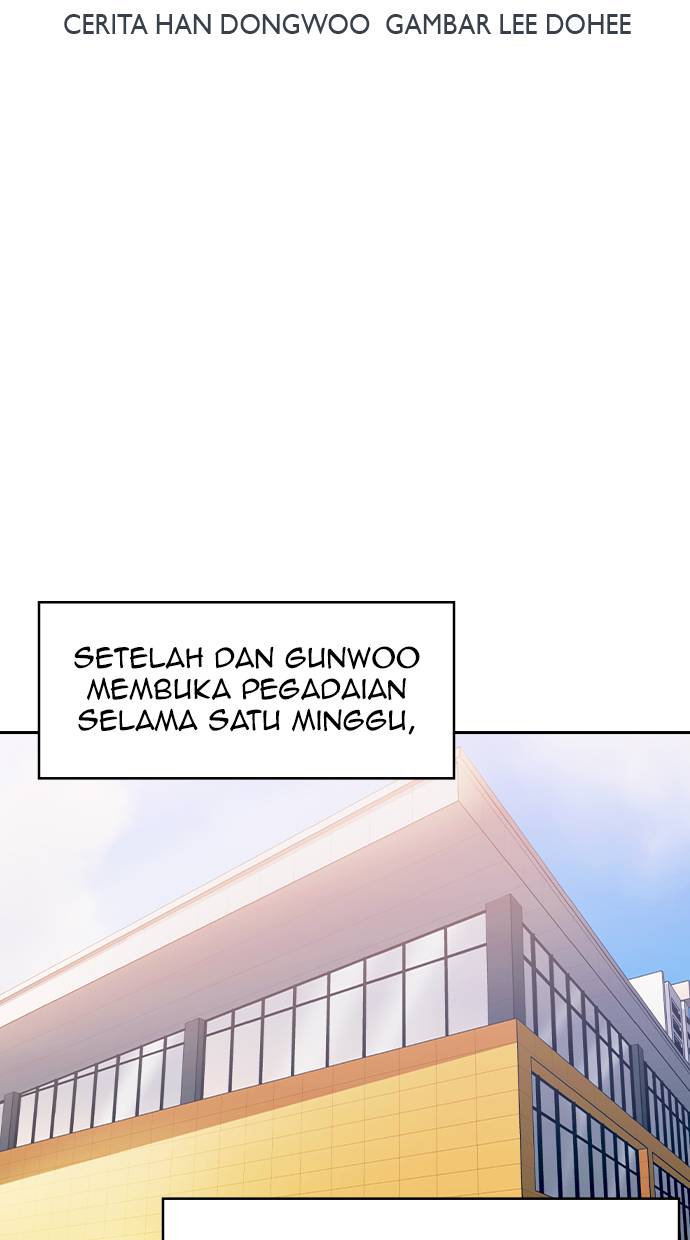 CERITA HAN DONGWOO GAMBAR LEE DOHEE
SETELAH DAN GUNWOO
MEMBUKA PEGADAIAN
SELAMA SATU MINGGU,